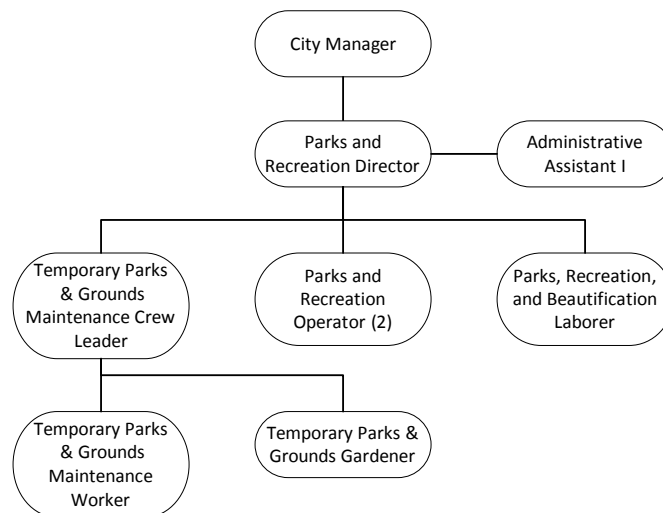 City Manager
Parks and
Recreation Director
Administrative
Assistant I
Temporary Parks
& Grounds
Maintenance Crew
Leader
Parks and
Recreation
Operator (2)
Parks, Recreation,
and Beautification
Laborer
Temporary Parks
& Grounds
Maintenance
Worker
Temporary Parks &
Grounds Gardener